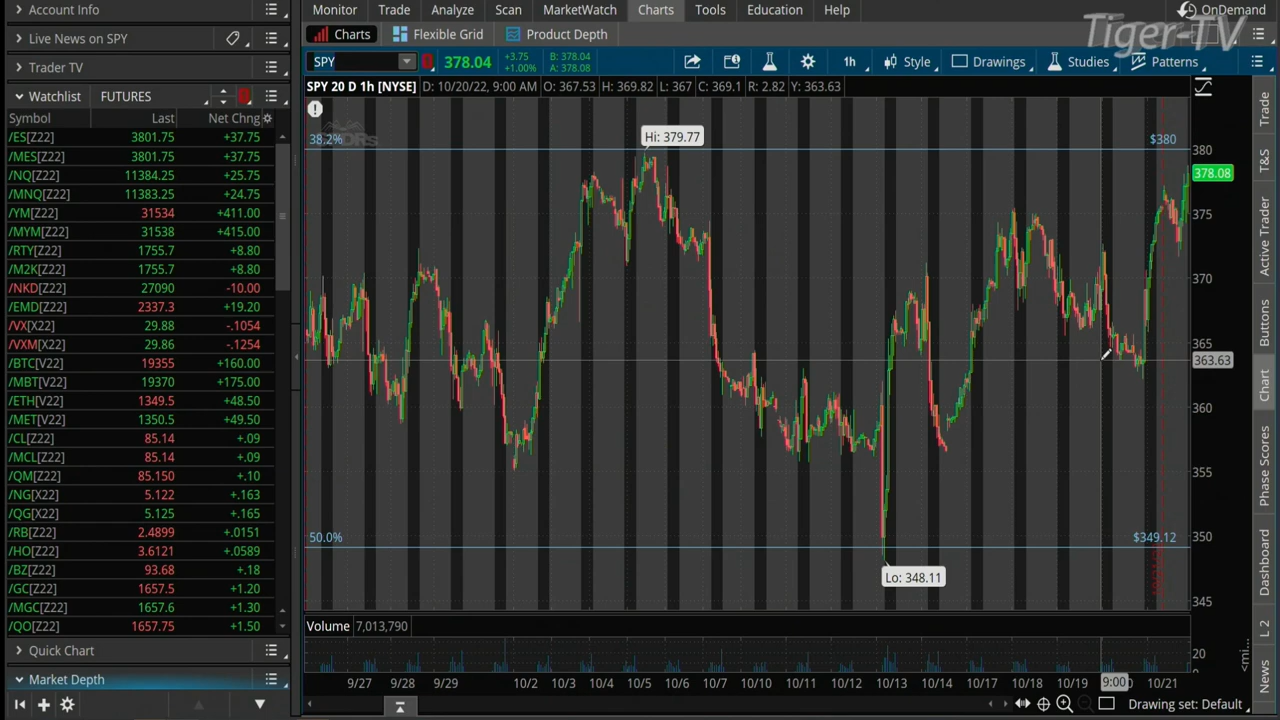 Account Info
Monitor Trade Analyze Scan MarketWatch Charts Tools Education Help OnDemand
Tiger-TV
Live News on SPY
Charts Flexible Grid Product Depth
Trader TV
SPY 378.04 +3.75 +1.00% B: 378.04 A: 378.08 1h Style Drawings Studies Patterns
Watchlist FUTURES
SPY 20 D 1h [NYSE] D: 10/20/22, 9:00 AM O: 367.53 H: 369.82 L: 367 C: 369.1 R: 2.82 Y: 363.63
Symbol Last Net Chng
/ES[Z22] 3801.75 +37.75
/MES[Z22] 3801.75 +37.75
/NQ[Z22] 11384.25 +25.75
/MNQ[Z22] 11383.25 +24.75
/YM[Z22] 31534 +411.00
/MYM[Z22] 31538 +415.00
/RTY[Z22] 1755.7 +8.80
/M2K[Z22] 1755.7 +8.80
/NKD[Z22] 27090 -10.00
/EMD[Z22] 2337.3 +19.20
/VX[X22] 29.88 -.1054
/VXM[X22] 29.86 -.1254
/BTC[V22] 19355 +160.00
/MBT[V22] 19370 +175.00
/ETH[V22] 1349.5 +48.50
/MET[V22] 1350.5 +49.50
/CL[Z22] 85.14 +.09
/MCL[Z22] 85.14 +.09
/QM[Z22] 85.150 +.10
/NG[X22] 5.122 +.163
/QG[X22] 5.125 +.165
/RB[Z22] 2.4899 +.0151
/HO[Z22] 3.6121 +.0589
/BZ[Z22] 93.68 +.18
/GC[Z22] 1657.5 +1.20
/MGC[Z22] 1657.6 +1.30
/QO[Z22] 1657.75 +1.50
Quick Chart
Market Depth
38.2% Hi: 379.77 $380
50.0% $349.12
Lo: 348.11
380
378.08
375
370
365
363.63
360
355
350
345
Volume 7,013,790
20
9/27 9/28 9/29 10/2 10/3 10/4 10/5 10/6 10/7 10/11 10/12 10/13 10/14 10/17 10/18 10/19 9:00 10/21
Drawing set: Default
Trade
T&S
Active Trader
Buttons
Chart
Phase Scores
Dashboard
L 2
News